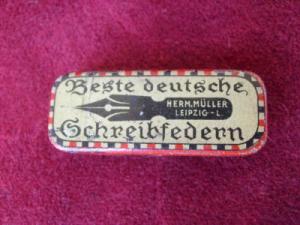 Beste deutsche
HERM. MÜLLER
LEIPZIG - L.
Schreibfedern